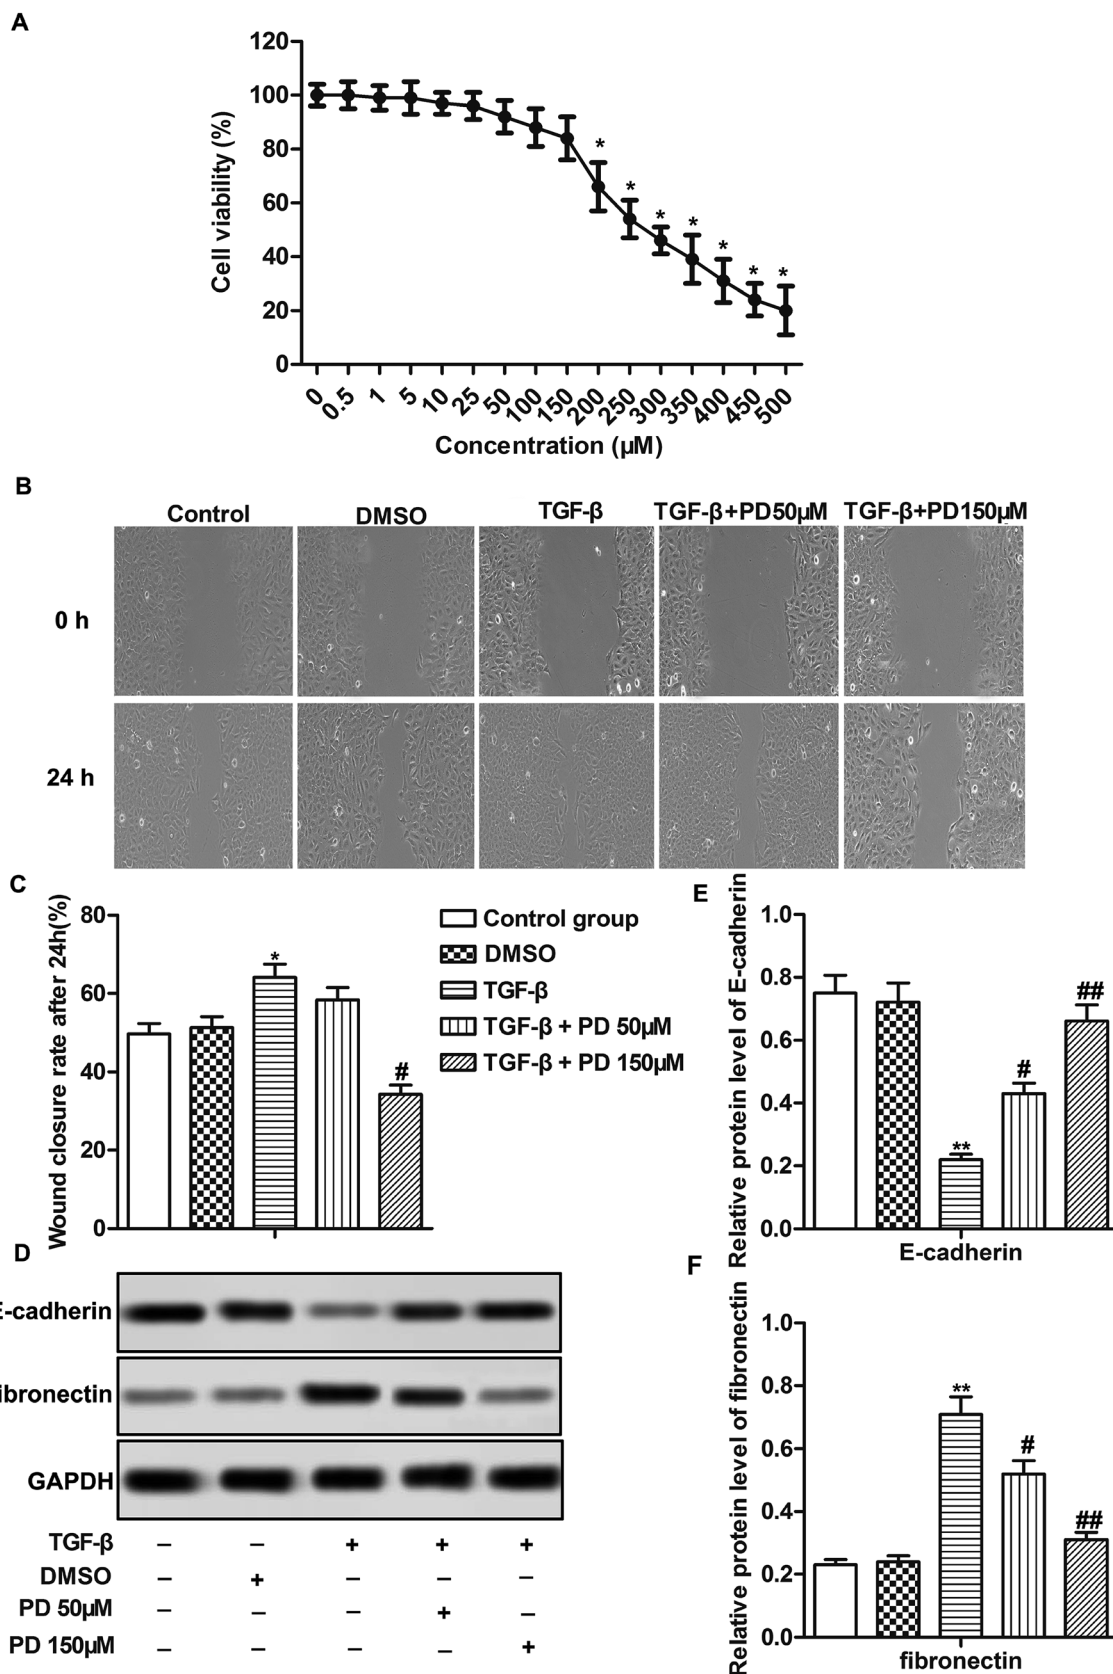 A
Cell viability (%)
120
100
80
60
40
20
0
* * * * * * *
0 0.5 1 5 10 25 50 100 150 200 250 300 350 400 450 500
Concentration (µM)
B
Control DMSO TGF-β TGF-β+PD50µM TGF-β+PD150µM
0 h
24 h
C
Wound closure rate after 24h(%)
80
60
40
20
0
*
#
Control group
DMSO
TGF-β
TGF-β + PD 50µM
TGF-β + PD 150µM
E
Relative protein level of E-cadherin
1.0
0.8
0.6
0.4
0.2
0.0
**
#
##
E-cadherin
D
E-cadherin
ibronectin
GAPDH
TGF-β – – + + +
DMSO – + – – –
PD 50µM – – – + –
PD 150µM – – – – +
F
Relative protein level of fibronectin
1.0
0.8
0.6
0.4
0.2
0.0
**
#
##
fibronectin